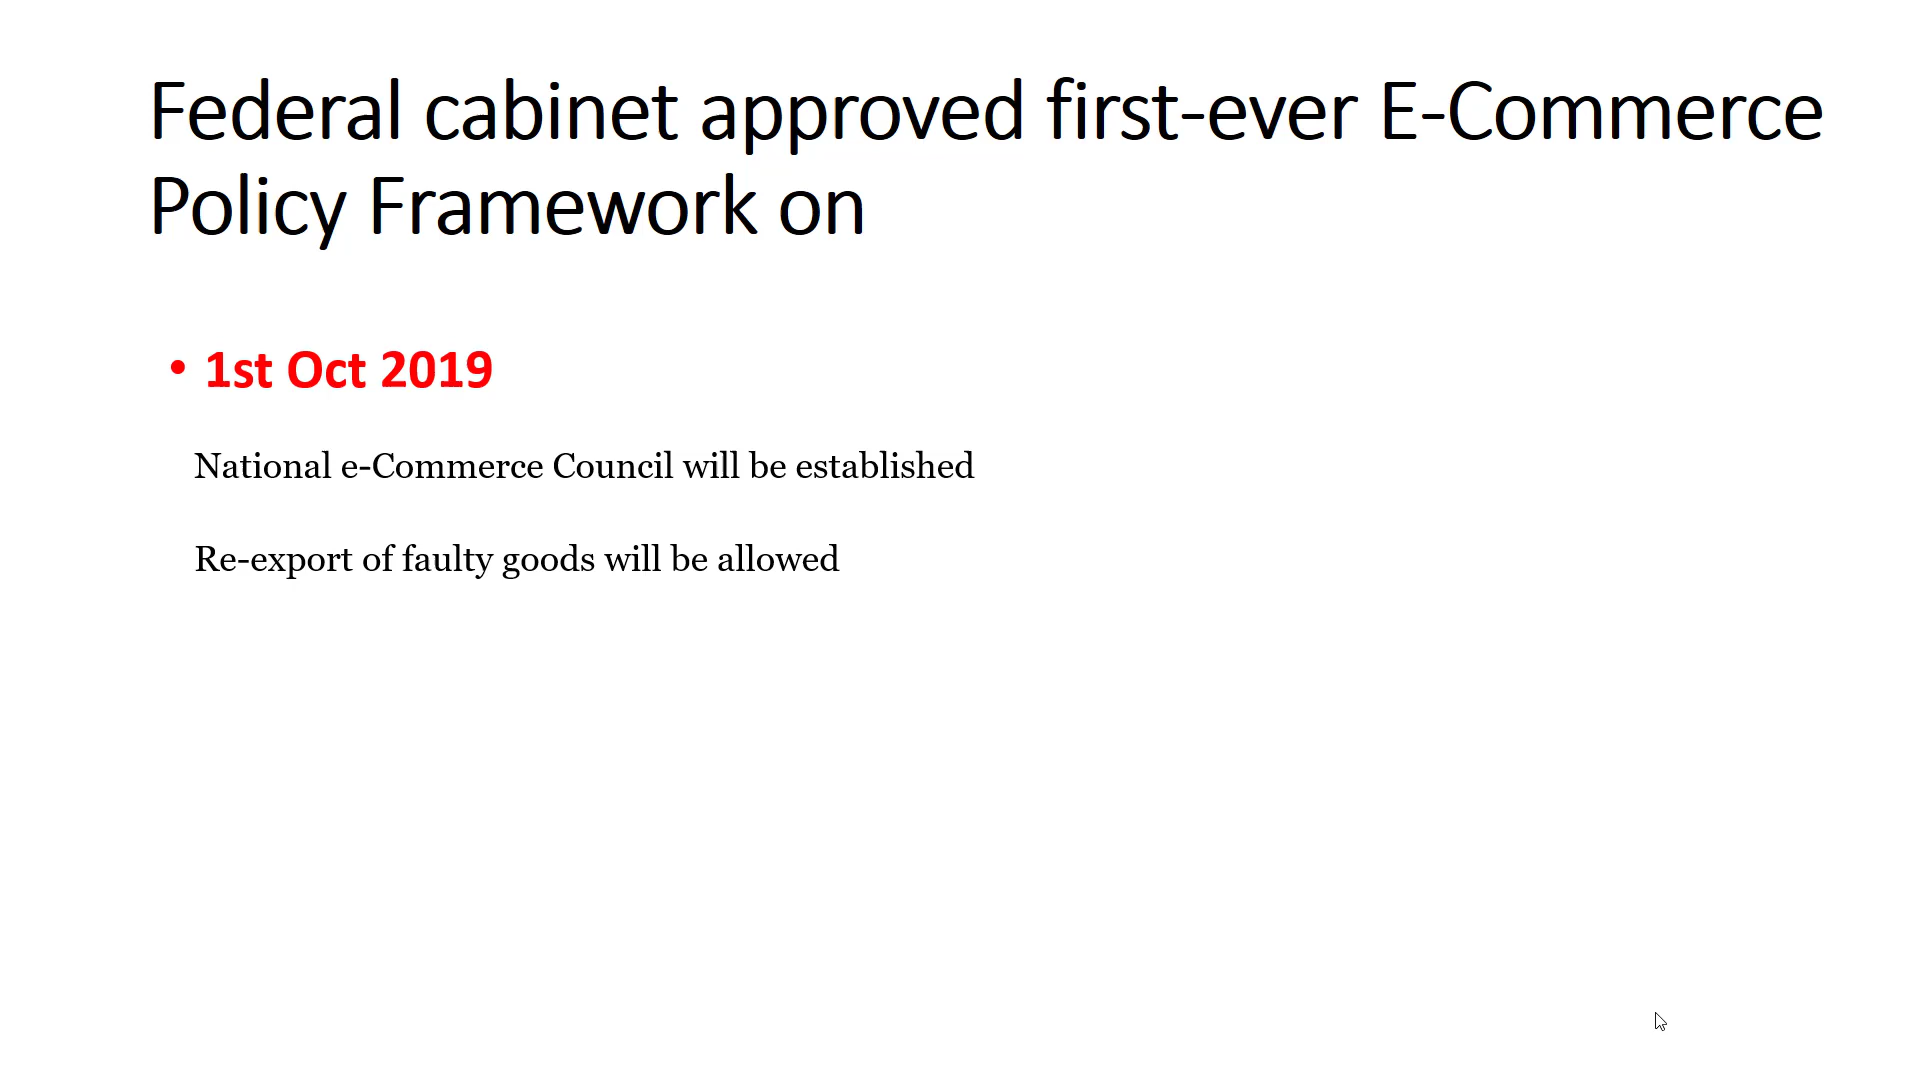 Federal cabinet approved first-ever E-Commerce
Policy Framework on
• 1st Oct 2019
National e-Commerce Council will be established
Re-export of faulty goods will be allowed